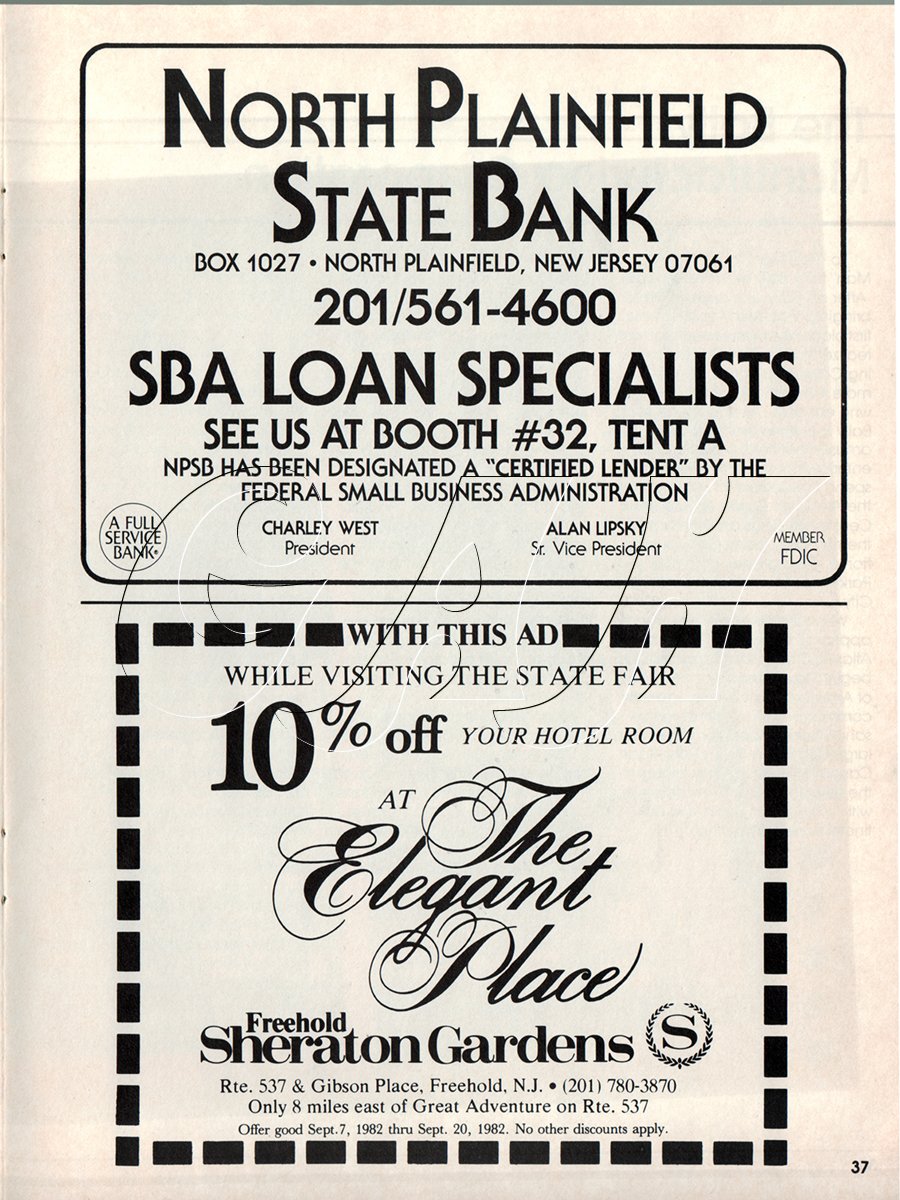 NORTH PLAINFIELD
STATE BANK
BOX 1027 • NORTH PLAINFIELD, NEW JERSEY 07061
201/561-4600
SBA LOAN SPECIALISTS
SEE US AT BOOTH #32, TENT A
NPSB HAS BEEN DESIGNATED A "CERTIFIED LENDER" BY THE
FEDERAL SMALL BUSINESS ADMINISTRATION
A FULL
SERVICE
BANK®
CHARLEY WEST
President
ALAN LIPSKY
Sr. Vice President
MEMBER
FDIC
WITH THIS AD
WHILE VISITING THE STATE FAIR
10% off YOUR HOTEL ROOM
AT
The
Elegant
Place
Freehold
Sheraton Gardens
S
Rte. 537 & Gibson Place, Freehold, N.J. • (201) 780-3870
Only 8 miles east of Great Adventure on Rte. 537
Offer good Sept.7, 1982 thru Sept. 20, 1982. No other discounts apply.
37